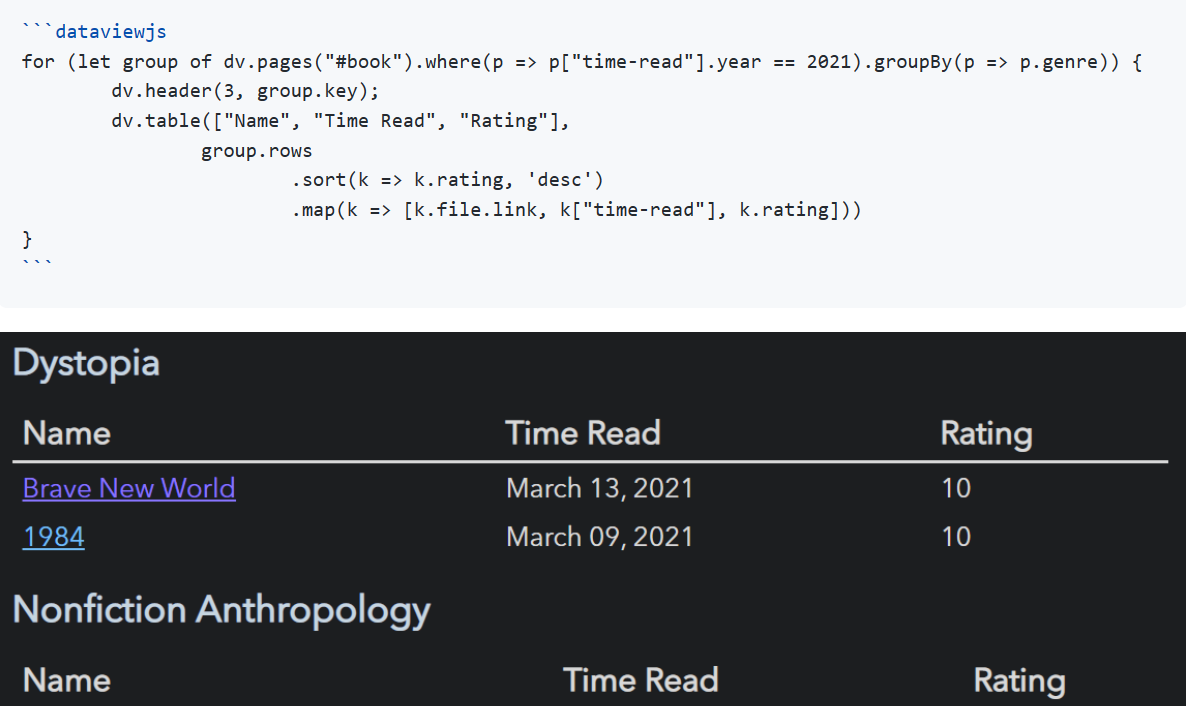 ```dataviewjs
for (let group of dv.pages("#book").where(p => p["time-read"].year == 2021).groupBy(p => p.genre)) {
        dv.header(3, group.key);
        dv.table(["Name", "Time Read", "Rating"],
                group.rows
                        .sort(k => k.rating, 'desc')
                        .map(k => [k.file.link, k["time-read"], k.rating]))
}
```
Dystopia
Name Time Read Rating
Brave New World March 13, 2021 10
1984 March 09, 2021 10
Nonfiction Anthropology
Name Time Read Rating